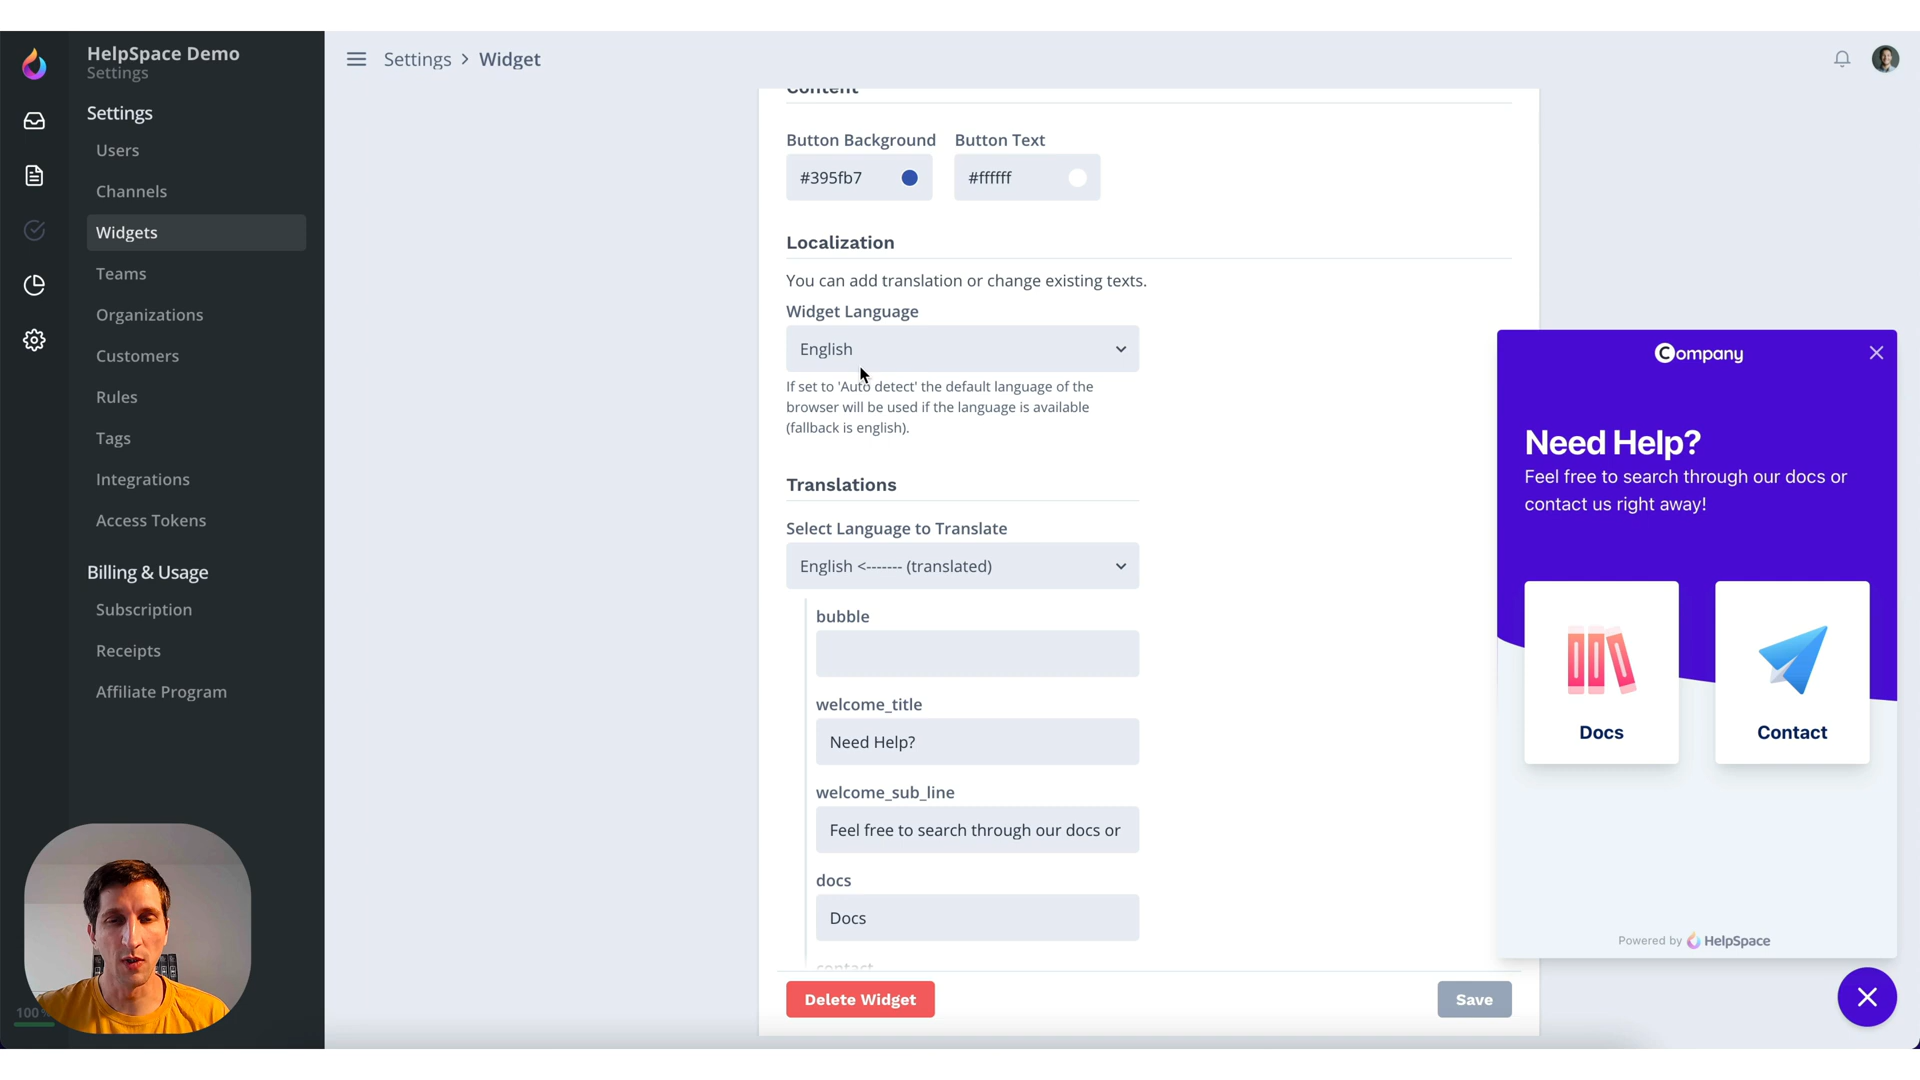 HelpSpace Demo
Settings
Settings
Users
Channels
Widgets
Teams
Organizations
Customers
Rules
Tags
Integrations
Access Tokens
Billing & Usage
Subscription
Receipts
Affiliate Program
100 %
Settings > Widget
Content
Button Background
Button Text
#395fb7
#ffffff
Localization
You can add translation or change existing texts.
Widget Language
English
If set to 'Auto detect' the default language of the
browser will be used if the language is available
(fallback is english).
Translations
Select Language to Translate
English <------- (translated)
bubble
welcome_title
Need Help?
welcome_sub_line
Feel free to search through our docs or
docs
Docs
contact
Delete Widget
Save
Company
Need Help?
Feel free to search through our docs or
contact us right away!
Docs
Contact
Powered by HelpSpace